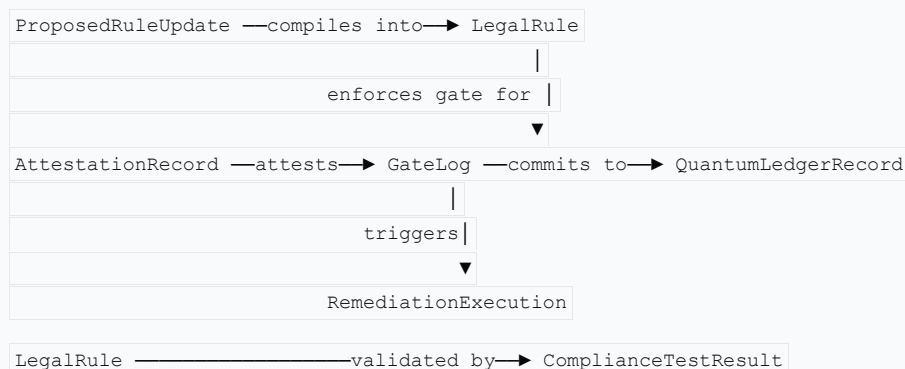 ProposedRuleUpdate ──compiles into──► LegalRule
│
enforces gate for │
▼
AttestationRecord ──attests──► GateLog ──commits to──► QuantumLedgerRecord
│
triggers│
▼
RemediationExecution
LegalRule ──────────────────validated by──► ComplianceTestResult